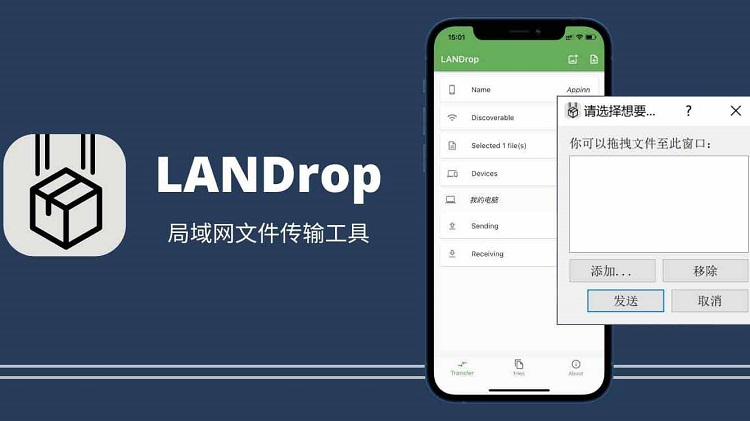 LANDrop
局域网文件传输工具
15:01
LANDrop
Name
Appinn
Discoverable
Selected 1 file(s)
Devices
我的电脑
Sending
Receiving
Transfer
Files
About
请选择想要...
?
你可以拖拽文件至此窗口：
添加...
移除
发送
取消